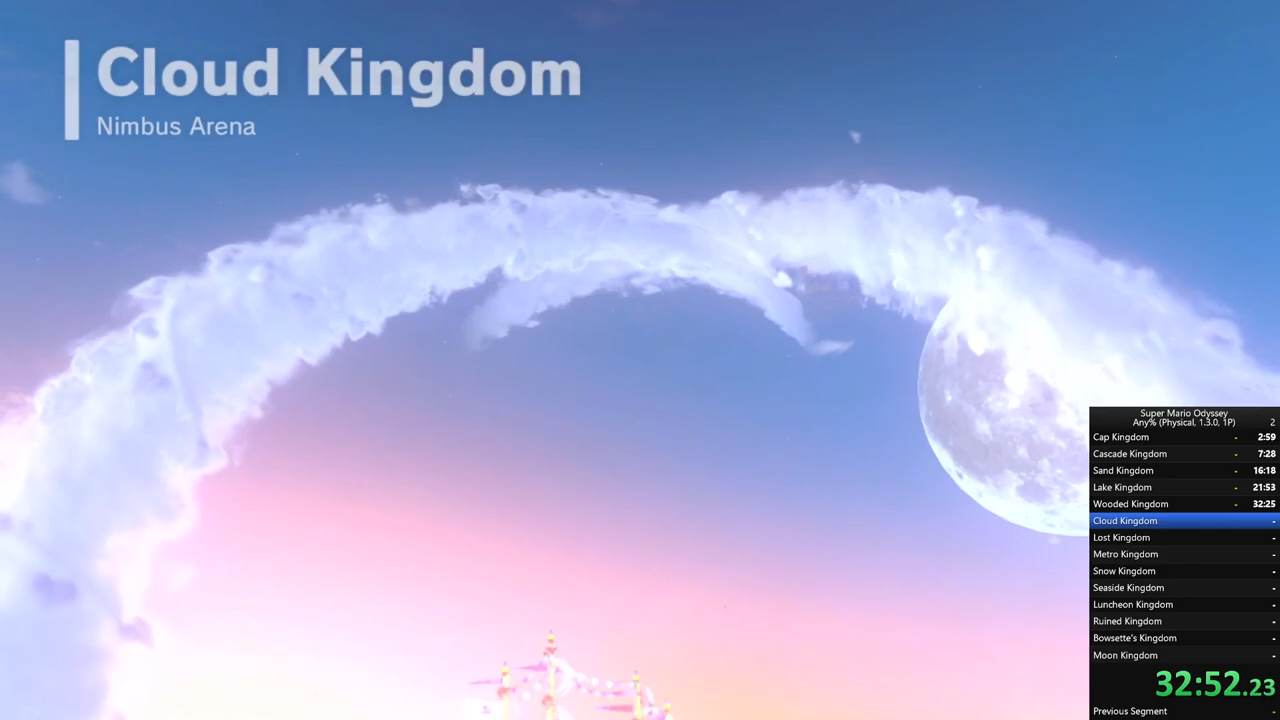 Cloud Kingdom
Nimbus Arena
Super Mario Odyssey
Any% (Physical, 1.3.0, 1P) 2
Cap Kingdom - 2:59
Cascade Kingdom - 7:28
Sand Kingdom - 16:18
Lake Kingdom - 21:53
Wooded Kingdom - 32:25
Cloud Kingdom -
Lost Kingdom -
Metro Kingdom -
Snow Kingdom -
Seaside Kingdom -
Luncheon Kingdom -
Ruined Kingdom -
Bowsette's Kingdom -
Moon Kingdom -
32:52.23
Previous Segment -